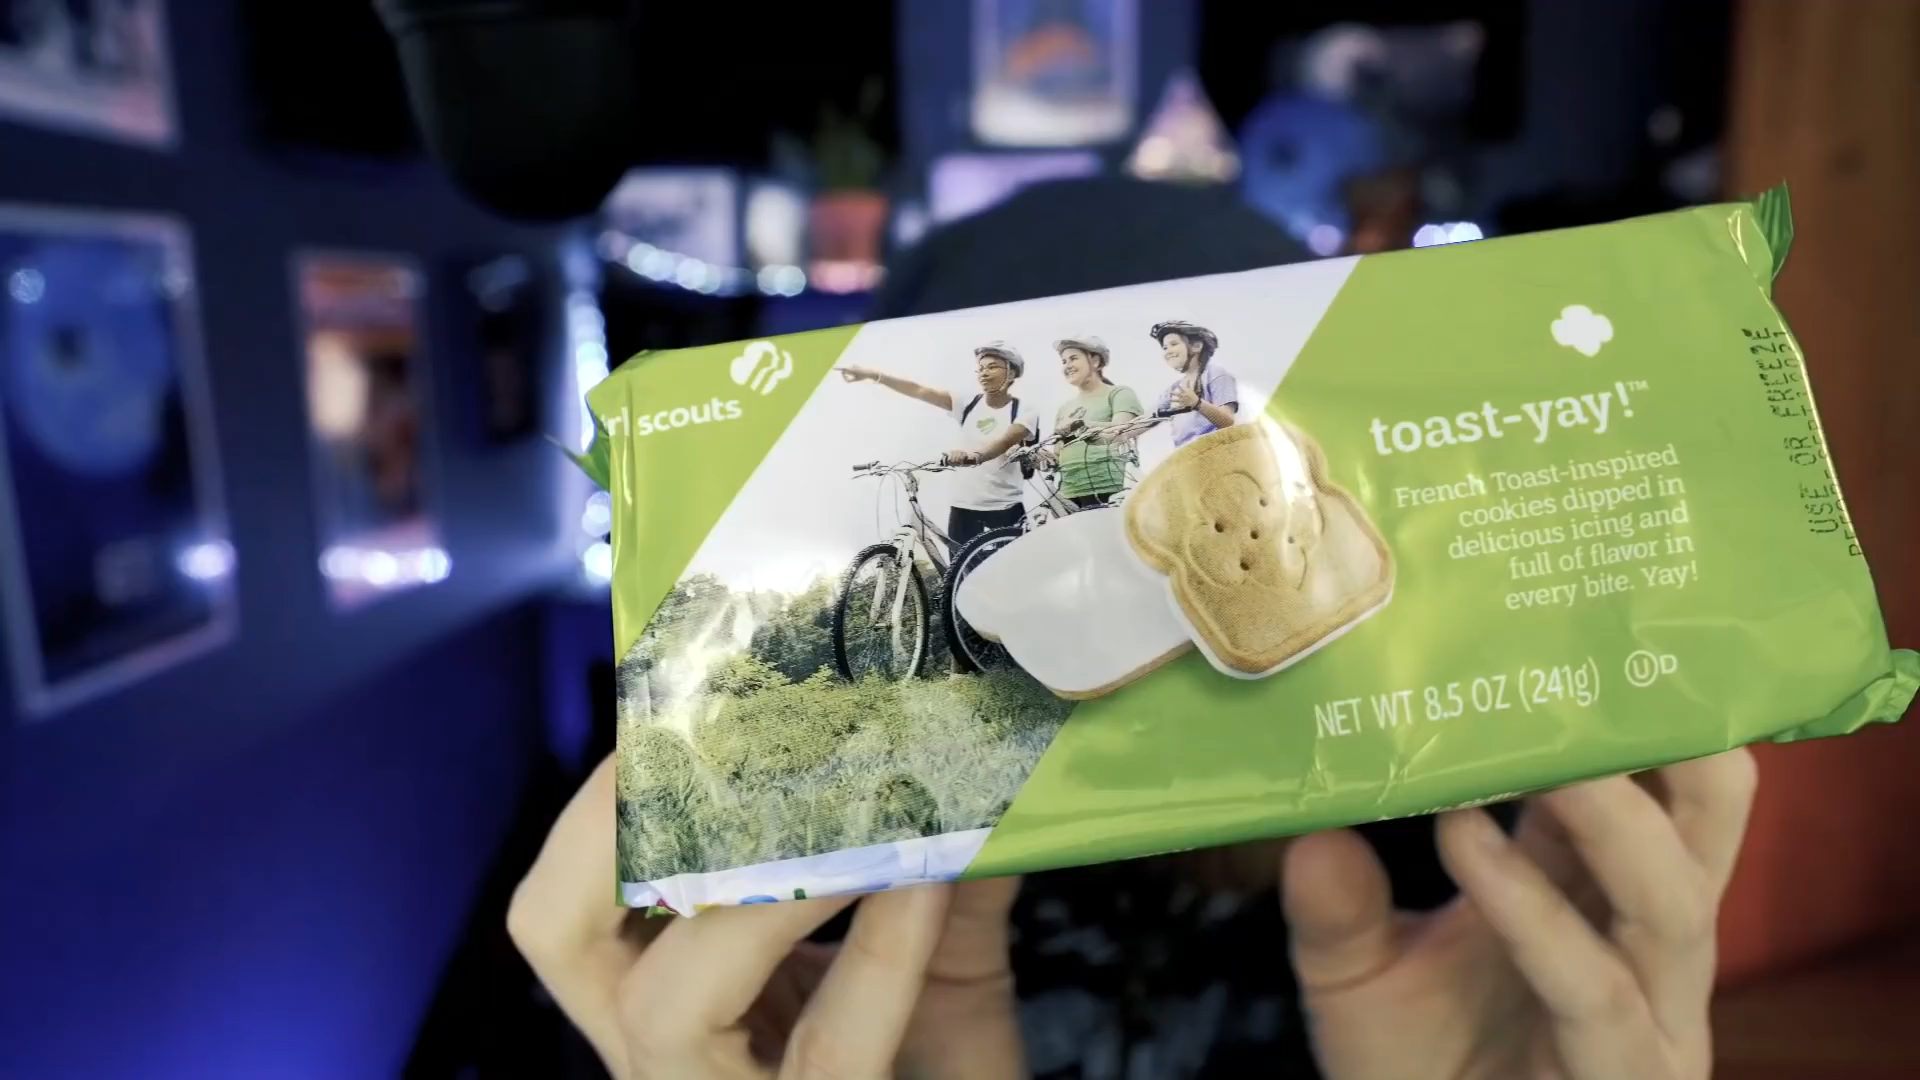 scouts
toast-yay!™
French Toast-inspired
cookies dipped in
delicious icing and
full of flavor in
every bite. Yay!
NET WT 8.5 OZ (241g) UD
USE OR FREEZE